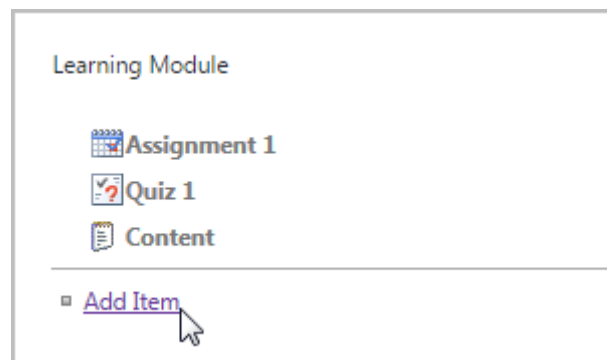 Learning Module
Assignment 1
Quiz 1
Content
Add Item